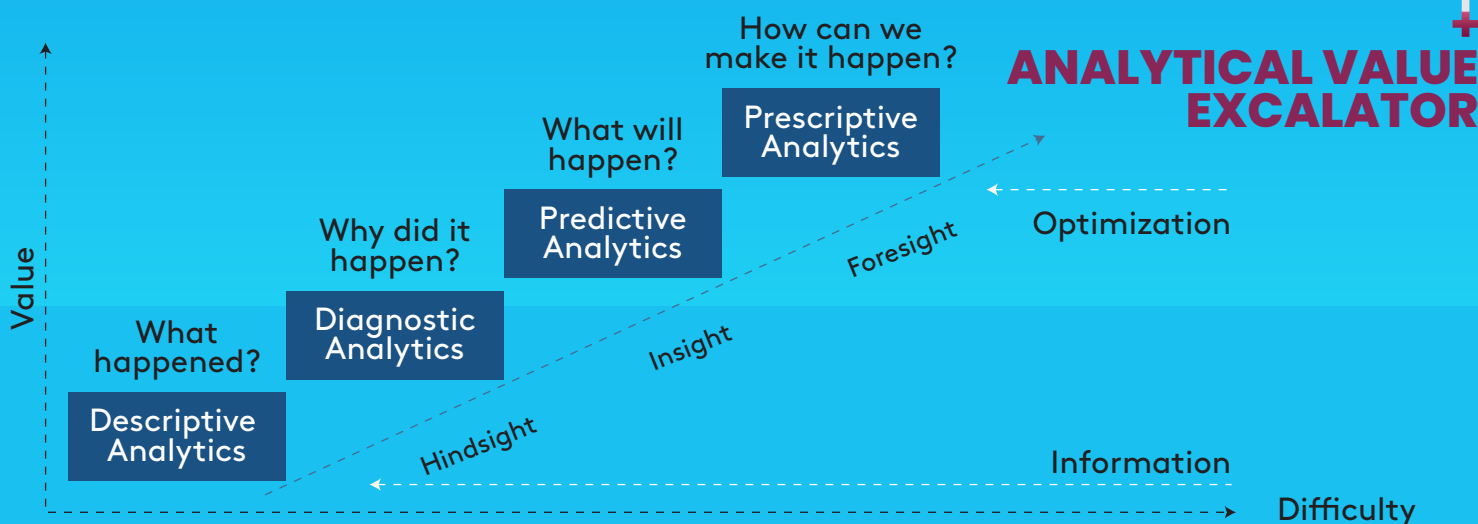 ANALYTICAL VALUE
EXCALATOR
How can we
make it happen?
Prescriptive
Analytics
What will
happen?
Predictive
Analytics
Why did it
happen?
Diagnostic
Analytics
What
happened?
Descriptive
Analytics
Value
Hindsight
Insight
Foresight
Optimization
Information
Difficulty